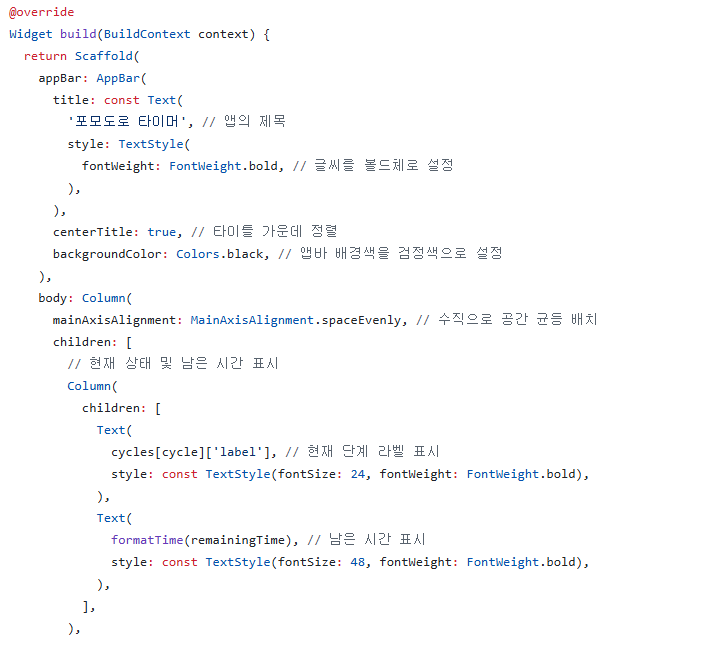 @override
Widget build(BuildContext context) {
  return Scaffold(
    appBar: AppBar(
      title: const Text(
        '포모도로 타이머', // 앱의 제목
        style: TextStyle(
          fontWeight: FontWeight.bold, // 글씨를 볼드체로 설정
        ),
      ),
      centerTitle: true, // 타이틀 가운데 정렬
      backgroundColor: Colors.black, // 앱바 배경색을 검정색으로 설정
    ),
    body: Column(
      mainAxisAlignment: MainAxisAlignment.spaceEvenly, // 수직으로 공간 균등 배치
      children: [
        // 현재 상태 및 남은 시간 표시
        Column(
          children: [
            Text(
              cycles[cycle]['label'], // 현재 단계 라벨 표시
              style: const TextStyle(fontSize: 24, fontWeight: FontWeight.bold),
            ),
            Text(
              formatTime(remainingTime), // 남은 시간 표시
              style: const TextStyle(fontSize: 48, fontWeight: FontWeight.bold),
            ),
          ],
        ),